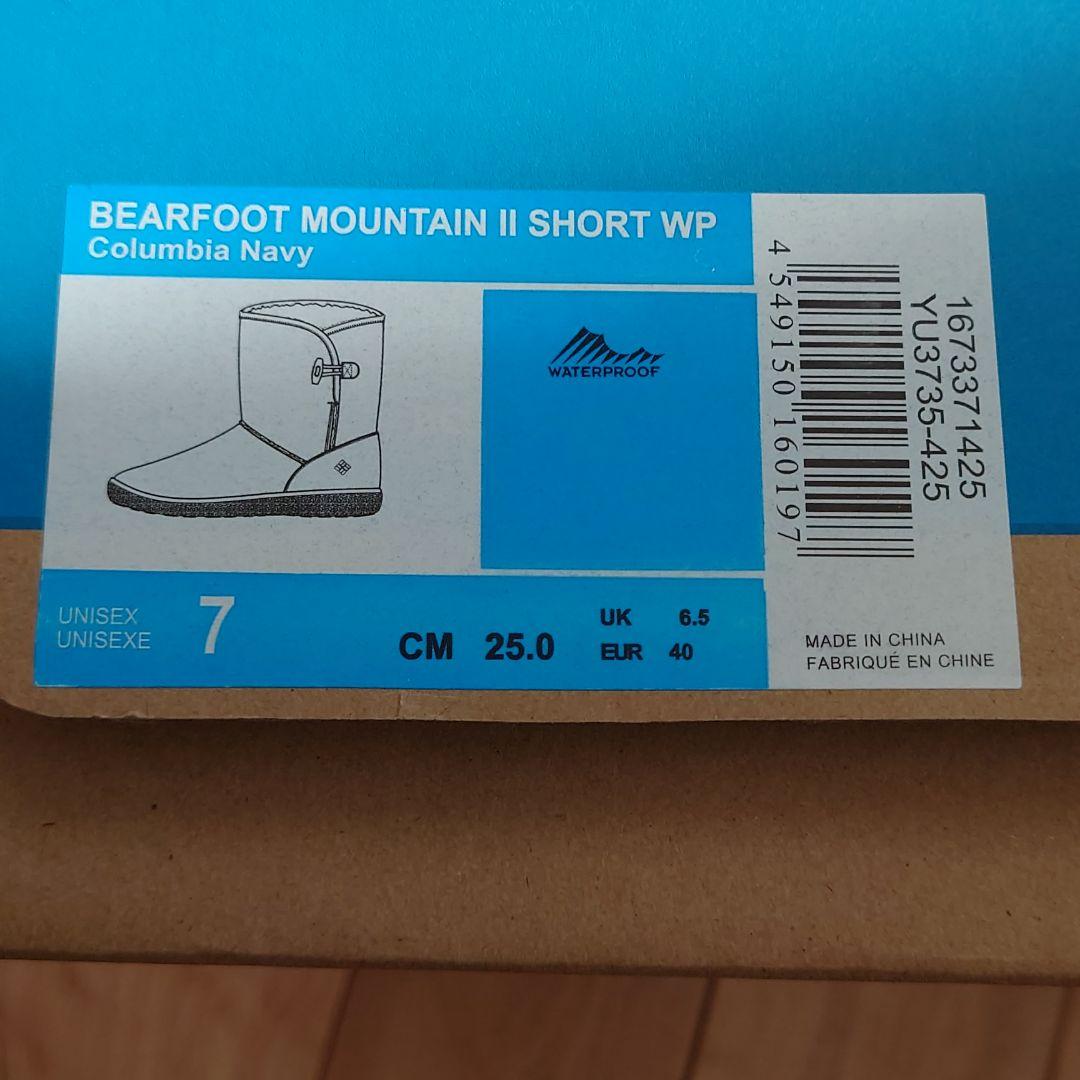 BEARFOOT MOUNTAIN II SHORT WP
Columbia Navy
WATERPROOF
UNISEX
UNISEXE
7
CM 25.0
UK 6.5
EUR 40
4 549150 160197
1673371425
YU3735-425
MADE IN CHINA
FABRIQUÉ EN CHINE